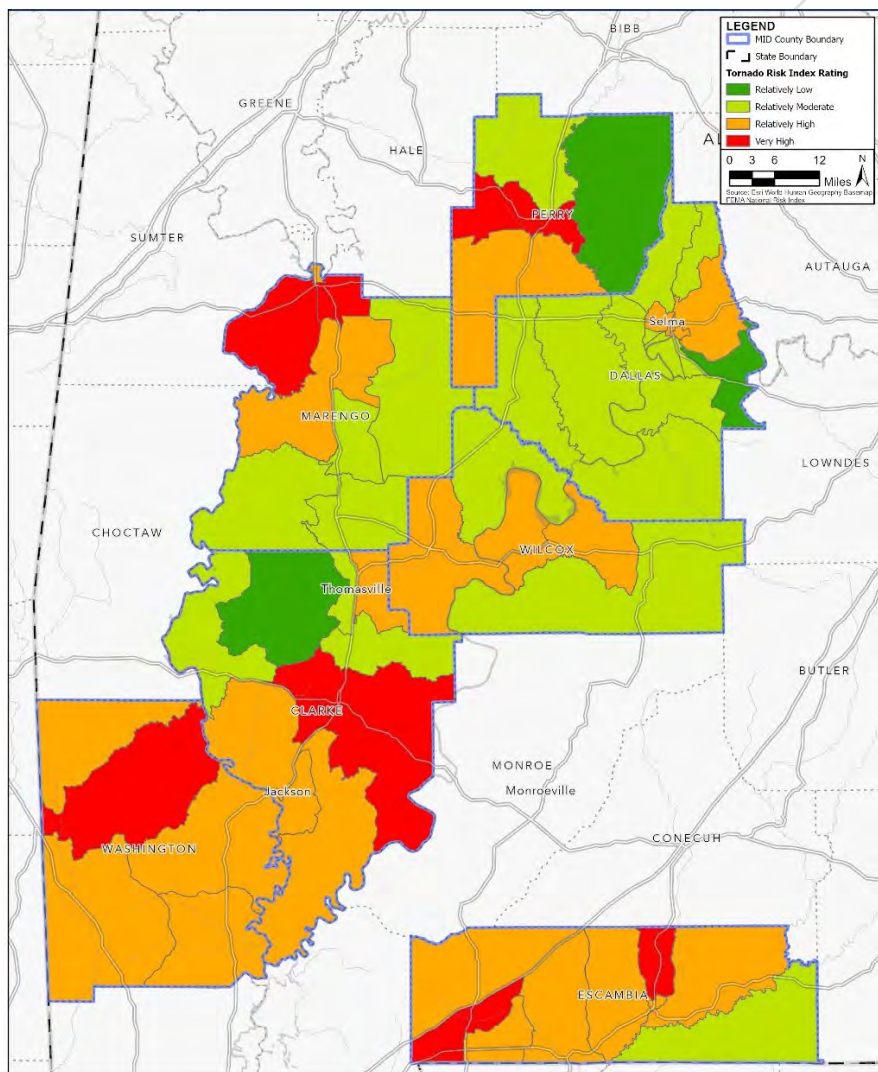 LEGEND
MID County Boundary
State Boundary
Tornado Risk Index Rating
Relatively Low
Relatively Moderate
Relatively High
Very High
0 3 6 12
Miles
N
Source: Esri World Human Geography Basemap
FEMA National Risk Index
BIBB
GREENE
HALE
AL
PERRY
SUMTER
AUTAUGA
Selma
DALLAS
MARENGO
LOWNDES
CHOCTAW
WILCOX
Thomasville
BUTLER
CLARKE
MONROE
Monroeville
Jackson
CONECUH
WASHINGTON
ESCAMBIA